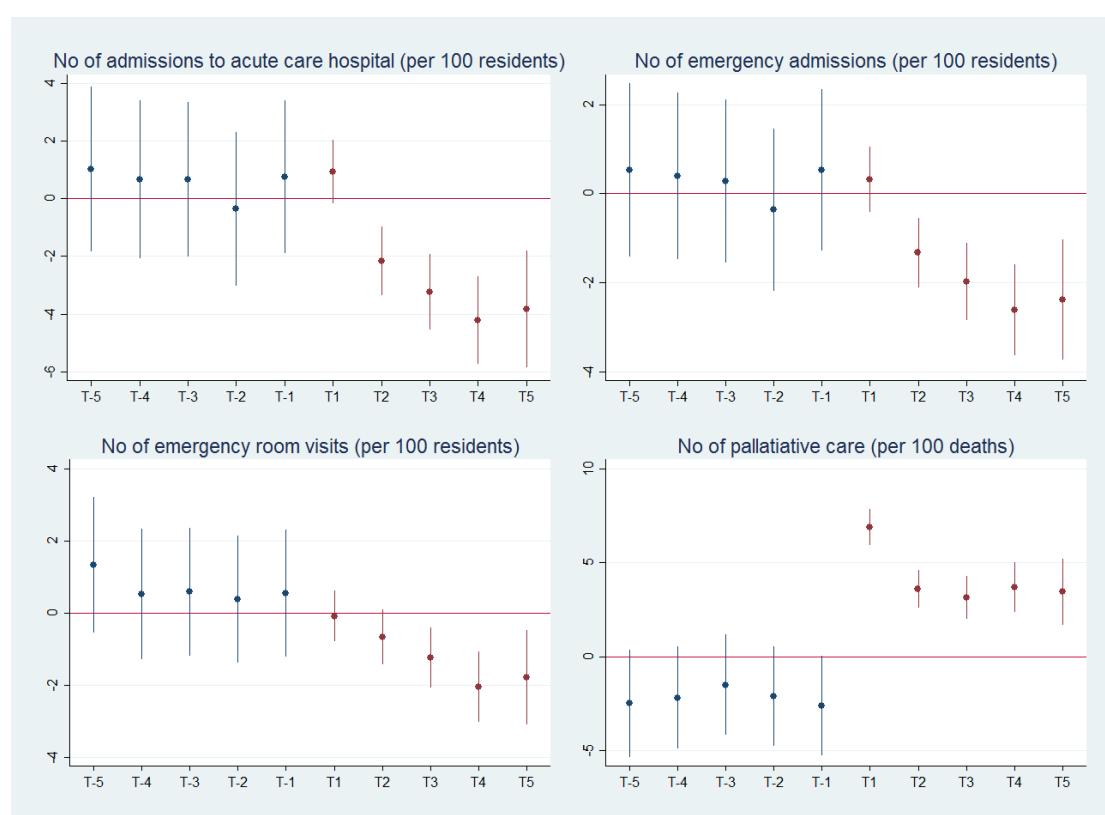 No of admissions to acute care hospital (per 100 residents)
4
2
0
-2
-4
-6
T-5 T-4 T-3 T-2 T-1 T1 T2 T3 T4 T5
No of emergency admissions (per 100 residents)
2
0
-2
-4
T-5 T-4 T-3 T-2 T-1 T1 T2 T3 T4 T5
No of emergency room visits (per 100 residents)
4
2
0
-2
-4
T-5 T-4 T-3 T-2 T-1 T1 T2 T3 T4 T5
No of pallatiative care (per 100 deaths)
10
5
0
-5
T-5 T-4 T-3 T-2 T-1 T1 T2 T3 T4 T5